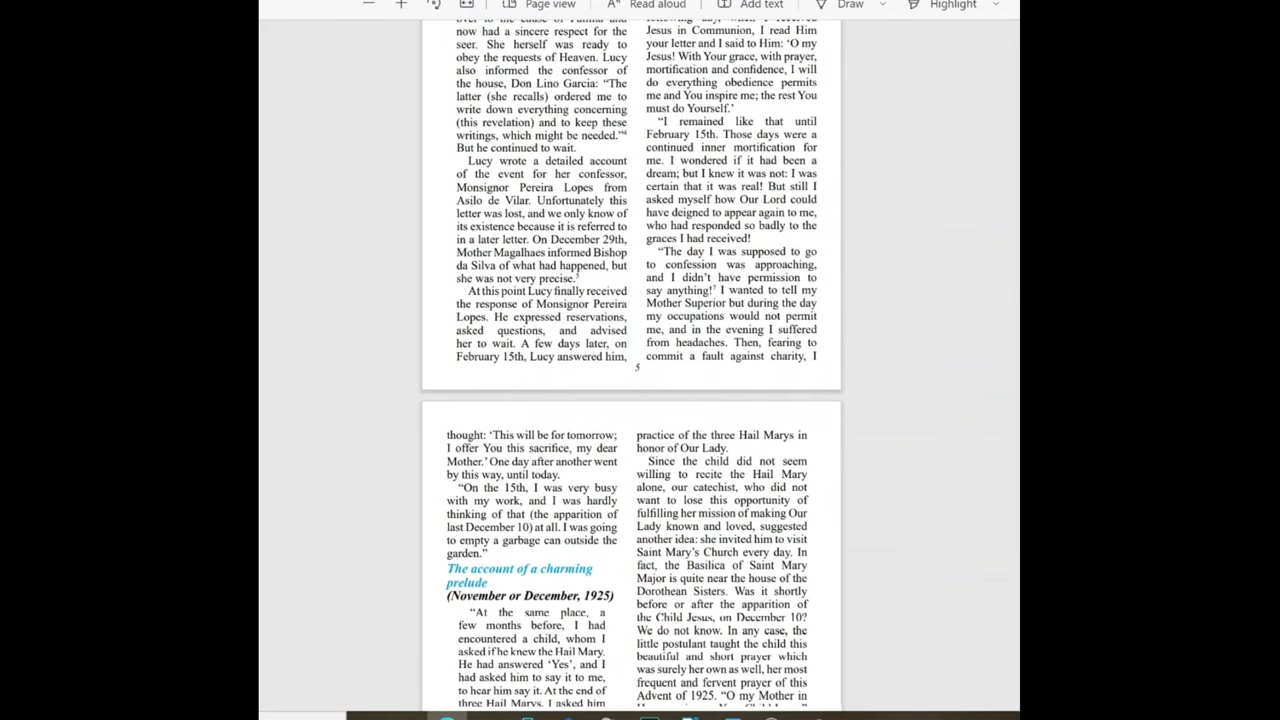 Page view
Read aloud
Add text
Draw
Highlight
now had a sincere respect for the
seer. She herself was ready to
obey the requests of Heaven. Lucy
also informed the confessor of
the house, Don Lino Garcia: “The
latter (she recalls) ordered me to
write down everything concerning
(this revelation) and to keep these
writings, which might be needed.”⁴
But he continued to wait.
Lucy wrote a detailed account
of the event for her confessor,
Monsignor Pereira Lopes from
Asilo de Vilar. Unfortunately this
letter was lost, and we only know of
its existence because it is referred to
in a later letter. On December 29th,
Mother Magalhaes informed Bishop
da Silva of what had happened, but
she was not very precise.⁵
At this point Lucy finally received
the response of Monsignor Pereira
Lopes. He expressed reservations,
asked questions, and advised
her to wait. A few days later, on
February 15th, Lucy answered him,
Jesus in Communion, I read Him
your letter and I said to Him: ‘O my
Jesus! With Your grace, with prayer,
mortification and confidence, I will
do everything obedience permits
me and You inspire me; the rest You
must do Yourself.’
“I remained like that until
February 15th. Those days were a
continued inner mortification for
me. I wondered if it had been a
dream; but I knew it was not: I was
certain that it was real! But still I
asked myself how Our Lord could
have deigned to appear again to me,
who had responded so badly to the
graces I had received!
“The day I was supposed to go
to confession was approaching,
and I didn’t have permission to
say anything!⁷ I wanted to tell my
Mother Superior but during the day
my occupations would not permit
me, and in the evening I suffered
from headaches. Then, fearing to
commit a fault against charity, I
5
thought: ‘This will be for tomorrow;
I offer You this sacrifice, my dear
Mother.’ One day after another went
by this way, until today.
“On the 15th, I was very busy
with my work, and I was hardly
thinking of that (the apparition of
last December 10) at all. I was going
to empty a garbage can outside the
garden.”
The account of a charming
prelude
(November or December, 1925)
“At the same place, a
few months before, I had
encountered a child, whom I
asked if he knew the Hail Mary.
He had answered ‘Yes’, and I
had asked him to say it to me,
to hear him say it. At the end of
three Hail Marys, I asked him
practice of the three Hail Marys in
honor of Our Lady.
Since the child did not seem
willing to recite the Hail Mary
alone, our catechist, who did not
want to lose this opportunity of
fulfilling her mission of making Our
Lady known and loved, suggested
another idea: she invited him to visit
Saint Mary’s Church every day. In
fact, the Basilica of Saint Mary
Major is quite near the house of the
Dorothean Sisters. Was it shortly
before or after the apparition of
the Child Jesus, on December 10?
We do not know. In any case, the
little postulant taught the child this
beautiful and short prayer which
was surely her own as well, her most
frequent and fervent prayer of this
Advent of 1925. “O my Mother in